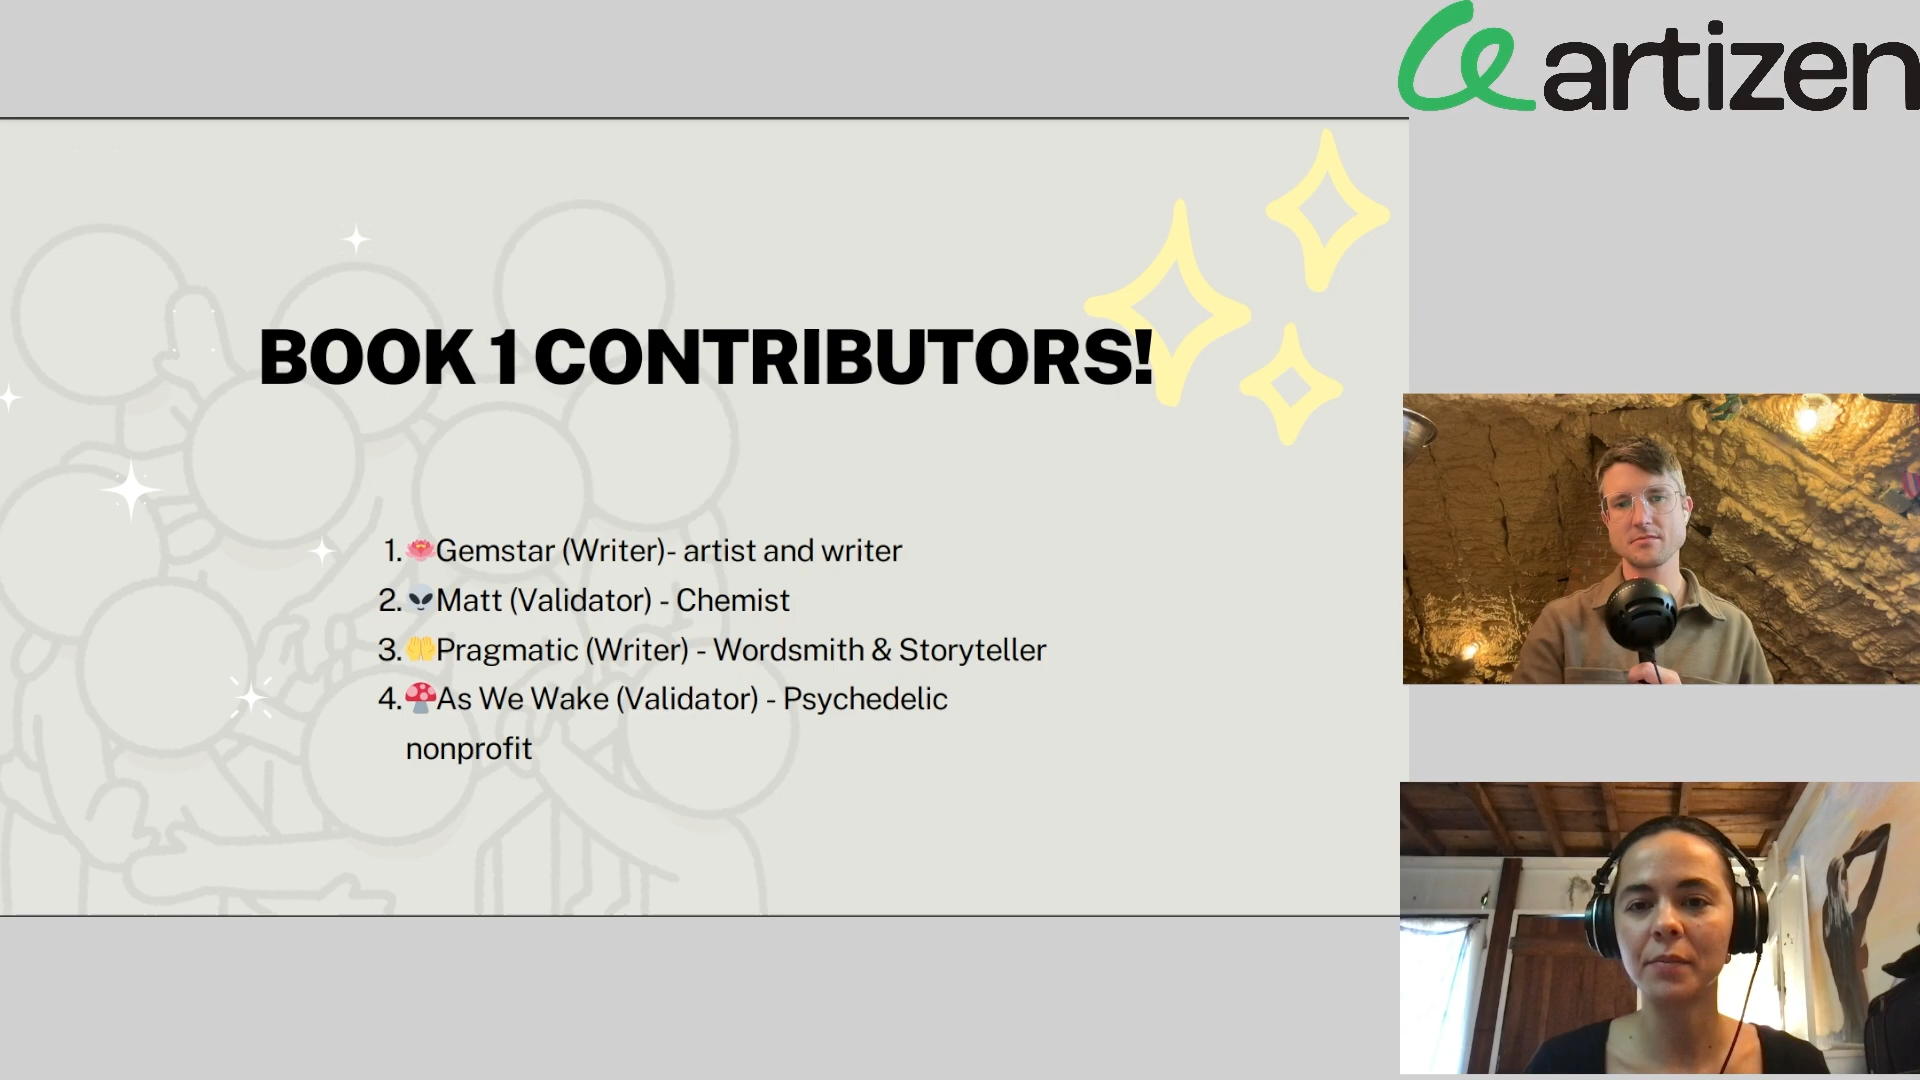 artizen
BOOK 1 CONTRIBUTORS!
1. 🪷Gemstar (Writer)- artist and writer
2. 👽Matt (Validator) - Chemist
3. 🤲Pragmatic (Writer) - Wordsmith & Storyteller
4. 🍄As We Wake (Validator) - Psychedelic
nonprofit